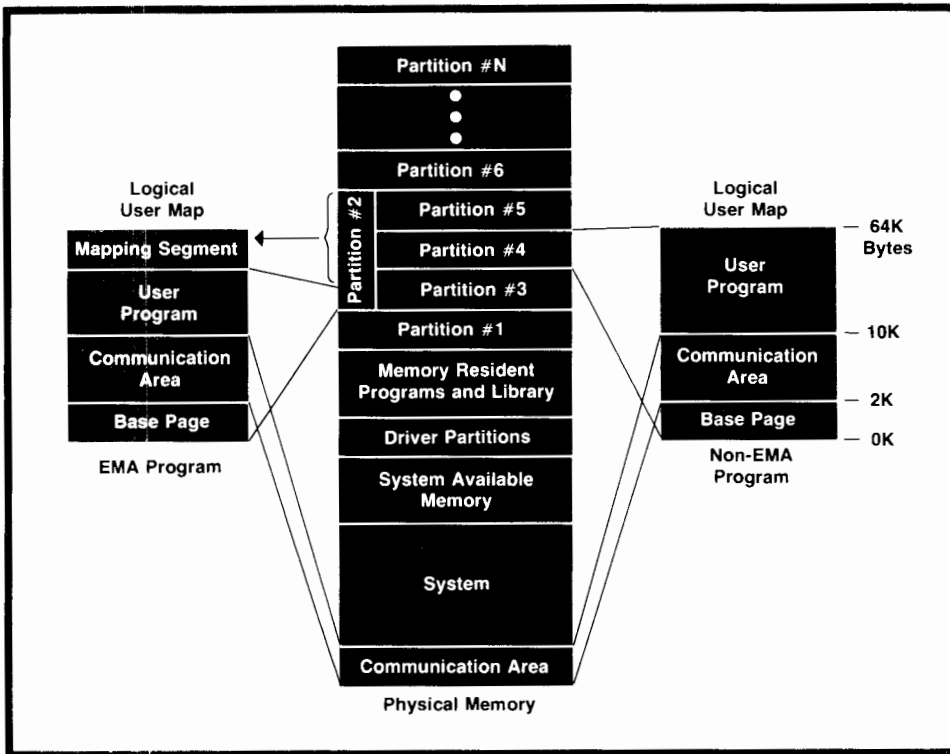 Partition #N
Partition #6
Logical
User Map
Mapping Segment
User
Program
Communication
Area
Base Page
EMA Program
Partition #2
Partition #5
Partition #4
Partition #3
Partition #1
Memory Resident
Programs and Library
Driver Partitions
System Available
Memory
System
Communication Area
Physical Memory
Logical
User Map
User
Program
Communication
Area
Base Page
Non-EMA
Program
64K
Bytes
10K
2K
0K